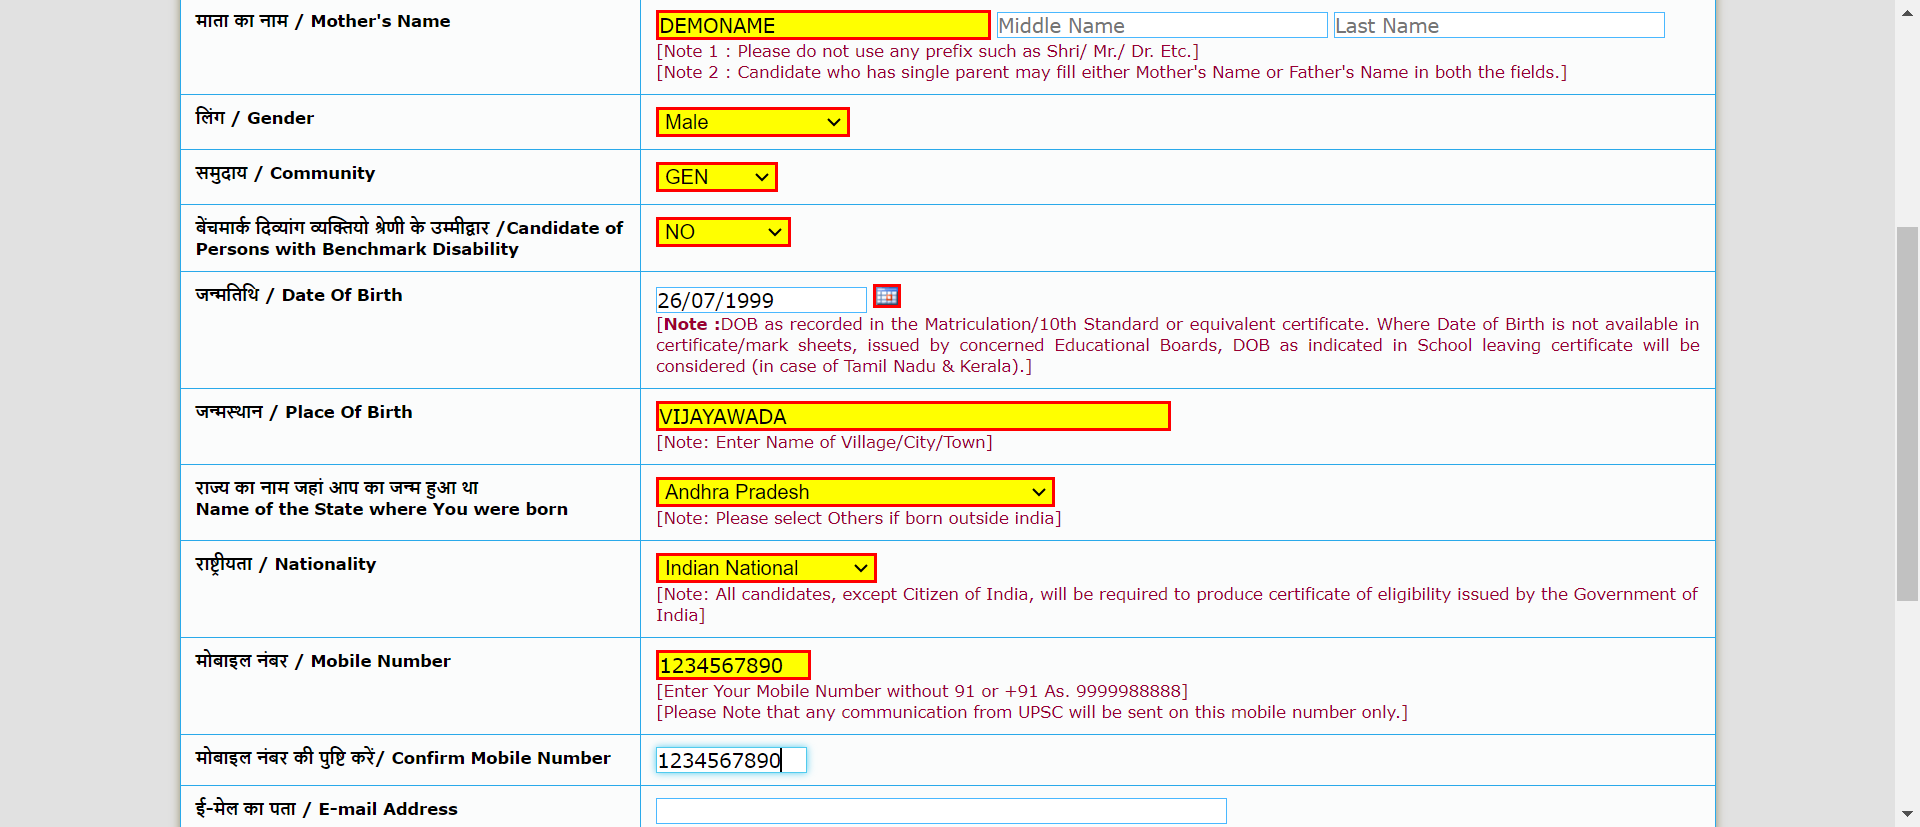 माता का नाम / Mother's Name
DEMONAME Middle Name Last Name
[Note 1 : Please do not use any prefix such as Shri/ Mr./ Dr. Etc.]
[Note 2 : Candidate who has single parent may fill either Mother's Name or Father's Name in both the fields.]
लिंग / Gender
Male
समुदाय / Community
GEN
बेंचमार्क दिव्यांग व्यक्तियो श्रेणी के उम्मीद्वार /Candidate of
Persons with Benchmark Disability
NO
जन्मतिथि / Date Of Birth
26/07/1999
[Note :DOB as recorded in the Matriculation/10th Standard or equivalent certificate. Where Date of Birth is not available in
certificate/mark sheets, issued by concerned Educational Boards, DOB as indicated in School leaving certificate will be
considered (in case of Tamil Nadu & Kerala).]
जन्मस्थान / Place Of Birth
VIJAYAWADA
[Note: Enter Name of Village/City/Town]
राज्य का नाम जहां आप का जन्म हुआ था
Name of the State where You were born
Andhra Pradesh
[Note: Please select Others if born outside india]
राष्ट्रीयता / Nationality
Indian National
[Note: All candidates, except Citizen of India, will be required to produce certificate of eligibility issued by the Government of
India]
मोबाइल नंबर / Mobile Number
1234567890
[Enter Your Mobile Number without 91 or +91 As. 9999988888]
[Please Note that any communication from UPSC will be sent on this mobile number only.]
मोबाइल नंबर की पुष्टि करें/ Confirm Mobile Number
1234567890
ई-मेल का पता / E-mail Address